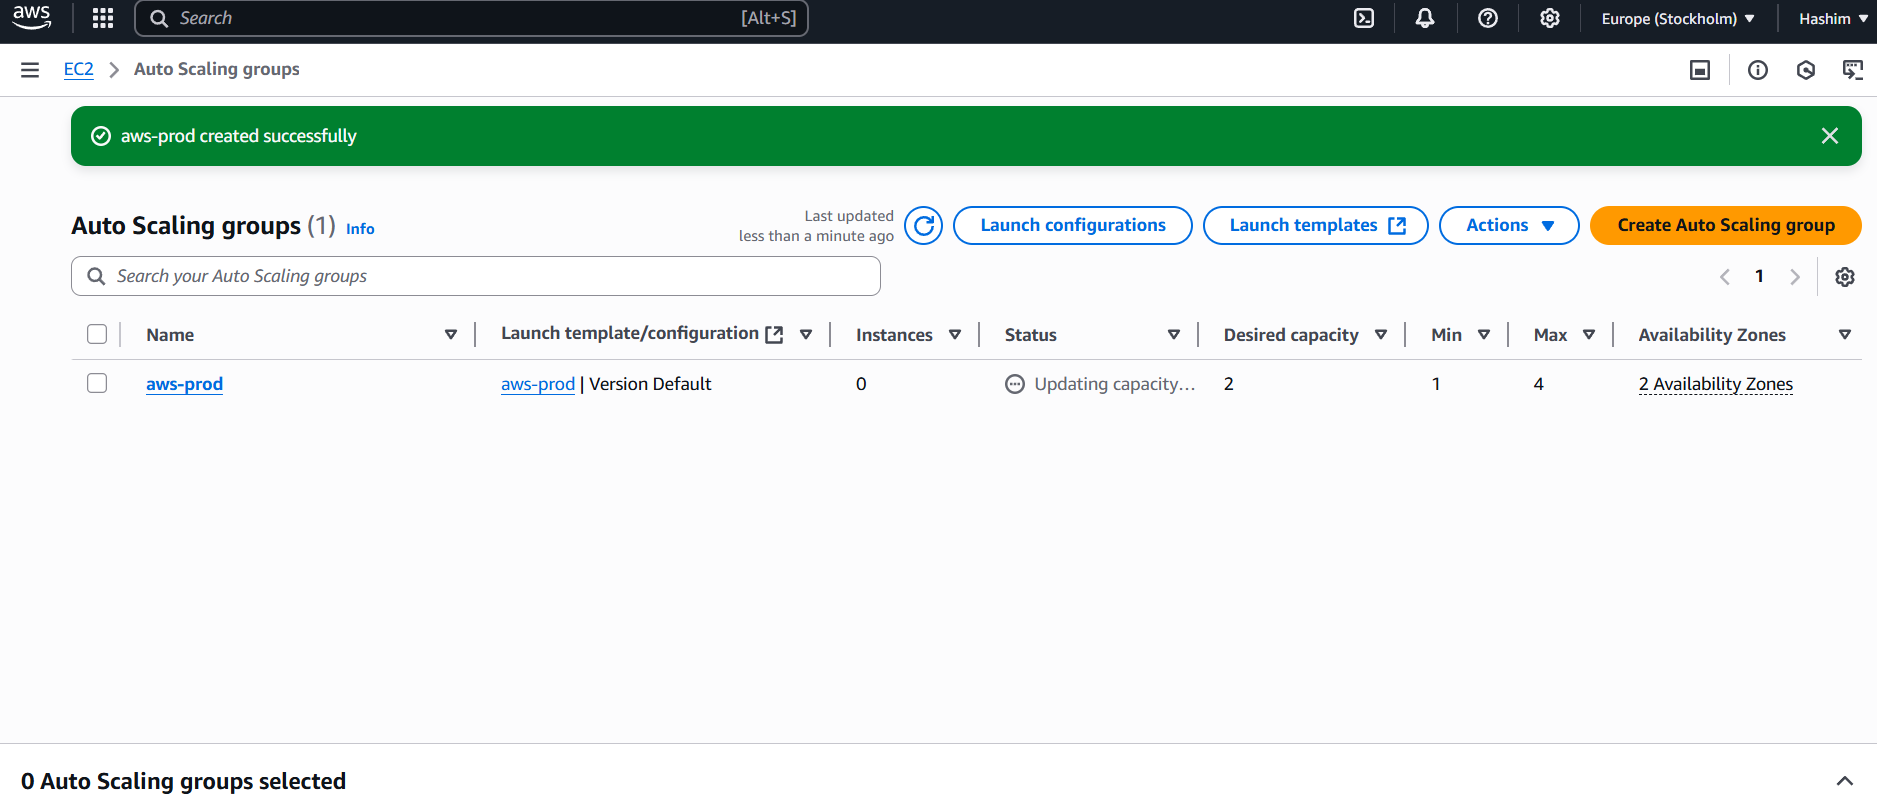 aws
Search [Alt+S] Europe (Stockholm) Hashim
EC2 Auto Scaling groups
aws-prod created successfully
Auto Scaling groups (1) Info
Last updated
less than a minute ago
Launch configurations Launch templates Actions Create Auto Scaling group
Search your Auto Scaling groups 1
Name Launch template/configuration Instances Status Desired capacity Min Max Availability Zones
aws-prod aws-prod | Version Default 0 Updating capacity... 2 1 4 2 Availability Zones
0 Auto Scaling groups selected